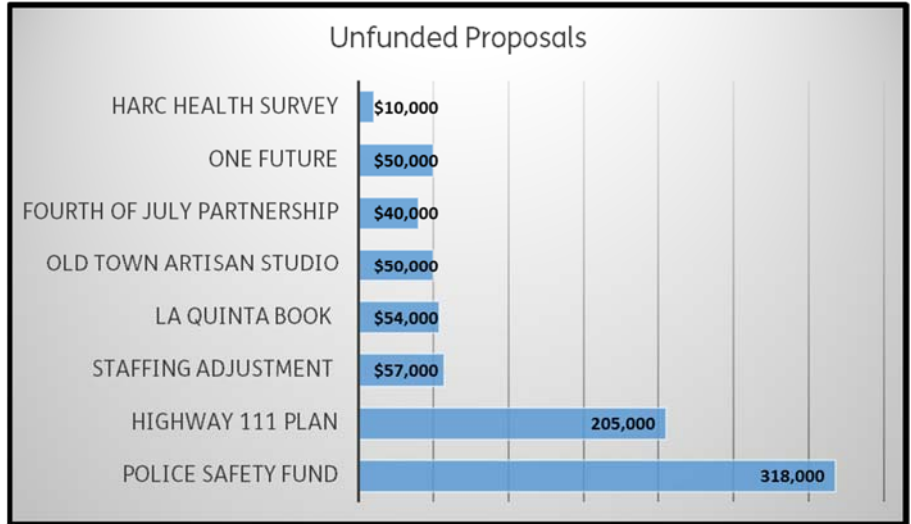 Unfunded Proposals
HARC HEALTH SURVEY $10,000
ONE FUTURE $50,000
FOURTH OF JULY PARTNERSHIP $40,000
OLD TOWN ARTISAN STUDIO $50,000
LA QUINTA BOOK $54,000
STAFFING ADJUSTMENT $57,000
HIGHWAY 111 PLAN 205,000
POLICE SAFETY FUND 318,000